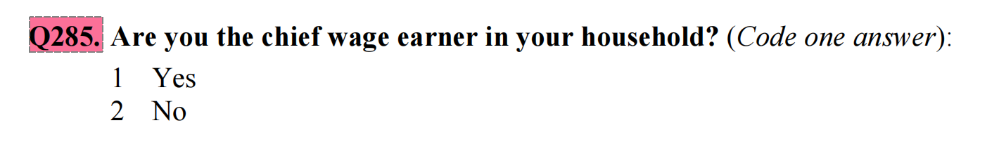 Q285. Are you the chief wage earner in your household? (Code one answer):
1 Yes
2 No